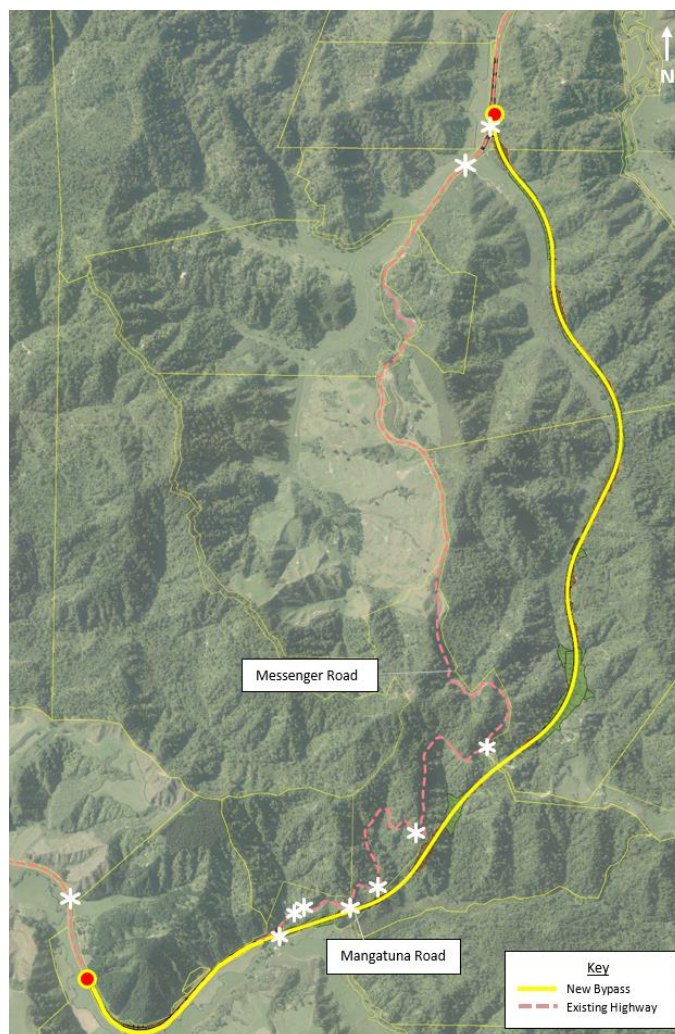 N
Messenger Road
Mangatuna Road
Key
New Bypass
Existing Highway